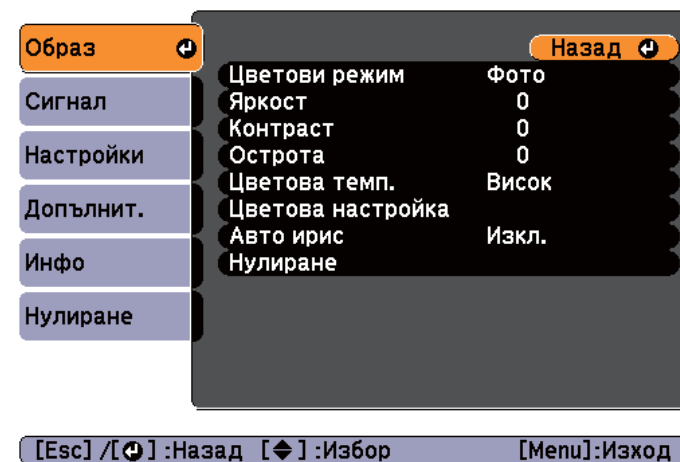 Образ
Сигнал
Настройки
Допълнит.
Инфо
Нулиране
Назад
Цветови режим Фото
Яркост 0
Контраст 0
Острота 0
Цветова темп. Висок
Цветова настройка
Авто ирис Изкл.
Нулиране
[Esc] /[ ] :Назад [ ] :Избор [Menu]:Изход